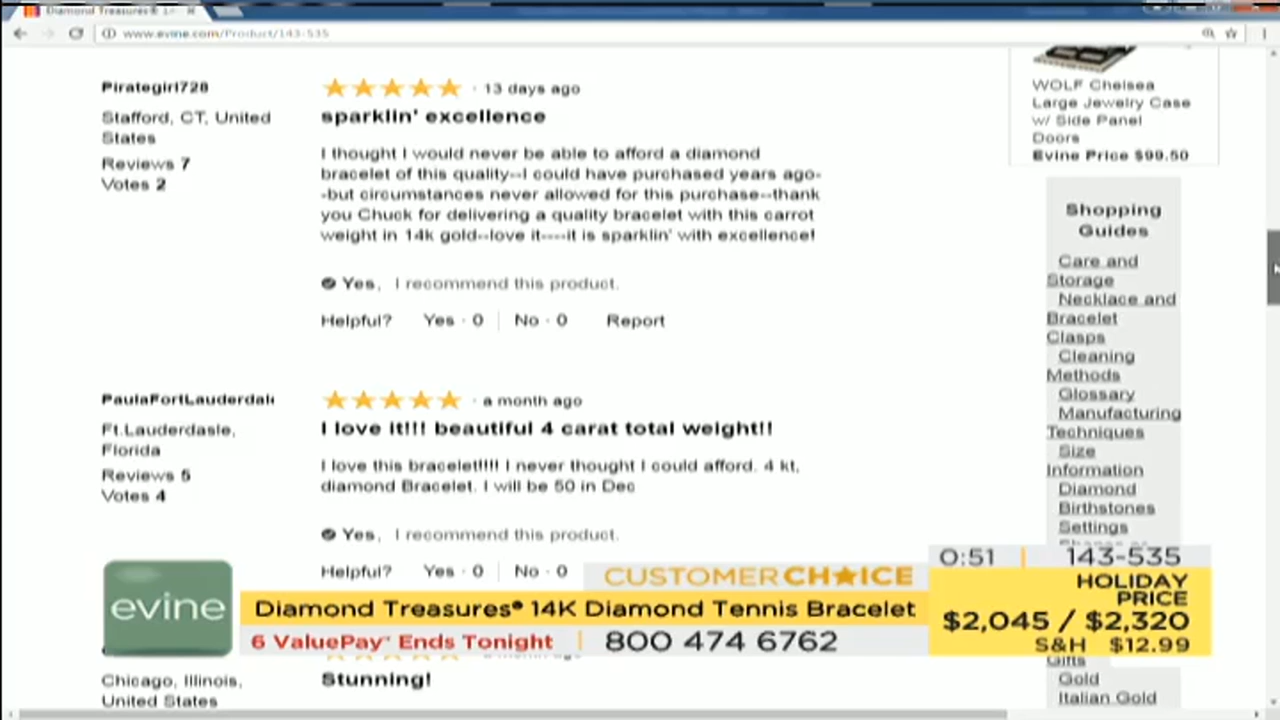 Diamond Treasures®
www.evine.com/Product/143-535
Pirategirl728
Stafford, CT, United
States
Reviews 7
Votes 2
13 days ago
sparklin' excellence
I thought I would never be able to afford a diamond
bracelet of this quality--I could have purchased years ago-
-but circumstances never allowed for this purchase--thank
you Chuck for delivering a quality bracelet with this carrot
weight in 14k gold--love it----it is sparklin' with excellence!
Yes, I recommend this product.
Helpful? Yes · 0 No · 0 Report
PaulaFortLauderdale
Ft.Lauderdasle,
Florida
Reviews 5
Votes 4
a month ago
I love it!!! beautiful 4 carat total weight!!
I love this bracelet!!!! I never thought I could afford. 4 kt,
diamond Bracelet. I will be 50 in Dec
Yes, I recommend this product.
Helpful? Yes · 0 No · 0
Chicago, Illinois,
United States
Stunning!
WOLF Chelsea
Large Jewelry Case
w/ Side Panel
Doors
Evine Price $99.50
Shopping
Guides
Care and
Storage
Necklace and
Bracelet
Clasps
Cleaning
Methods
Glossary
Manufacturing
Techniques
Size
Information
Diamond
Birthstones
Settings
Gifts
Gold
Italian Gold
evine
CUSTOMER CHOICE
Diamond Treasures® 14K Diamond Tennis Bracelet
6 ValuePay® Ends Tonight
800 474 6762
0:51 143-535
HOLIDAY
PRICE
$2,045 / $2,320
S&H $12.99